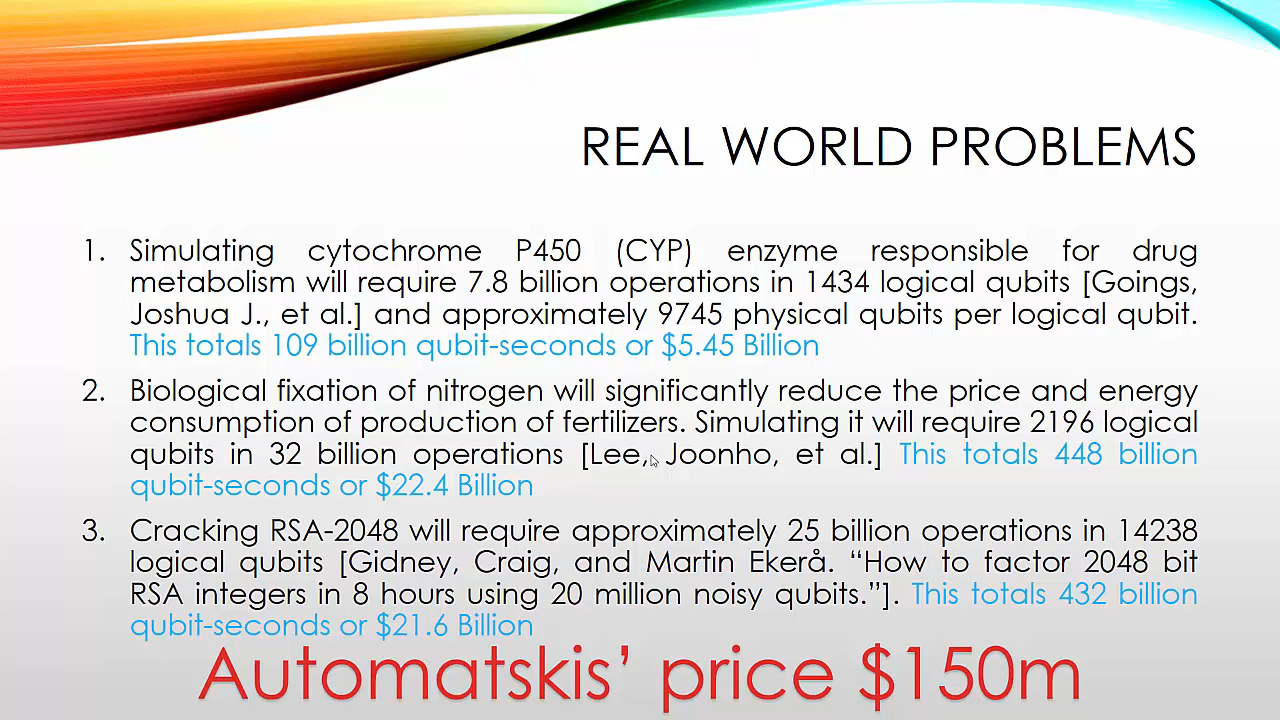 REAL WORLD PROBLEMS
1. Simulating cytochrome P450 (CYP) enzyme responsible for drug
metabolism will require 7.8 billion operations in 1434 logical qubits [Goings,
Joshua J., et al.] and approximately 9745 physical qubits per logical qubit.
This totals 109 billion qubit-seconds or $5.45 Billion
2. Biological fixation of nitrogen will significantly reduce the price and energy
consumption of production of fertilizers. Simulating it will require 2196 logical
qubits in 32 billion operations [Lee, Joonho, et al.] This totals 448 billion
qubit-seconds or $22.4 Billion
3. Cracking RSA-2048 will require approximately 25 billion operations in 14238
logical qubits [Gidney, Craig, and Martin Ekerå. “How to factor 2048 bit
RSA integers in 8 hours using 20 million noisy qubits.”]. This totals 432 billion
qubit-seconds or $21.6 Billion
Automatskis’ price $150m